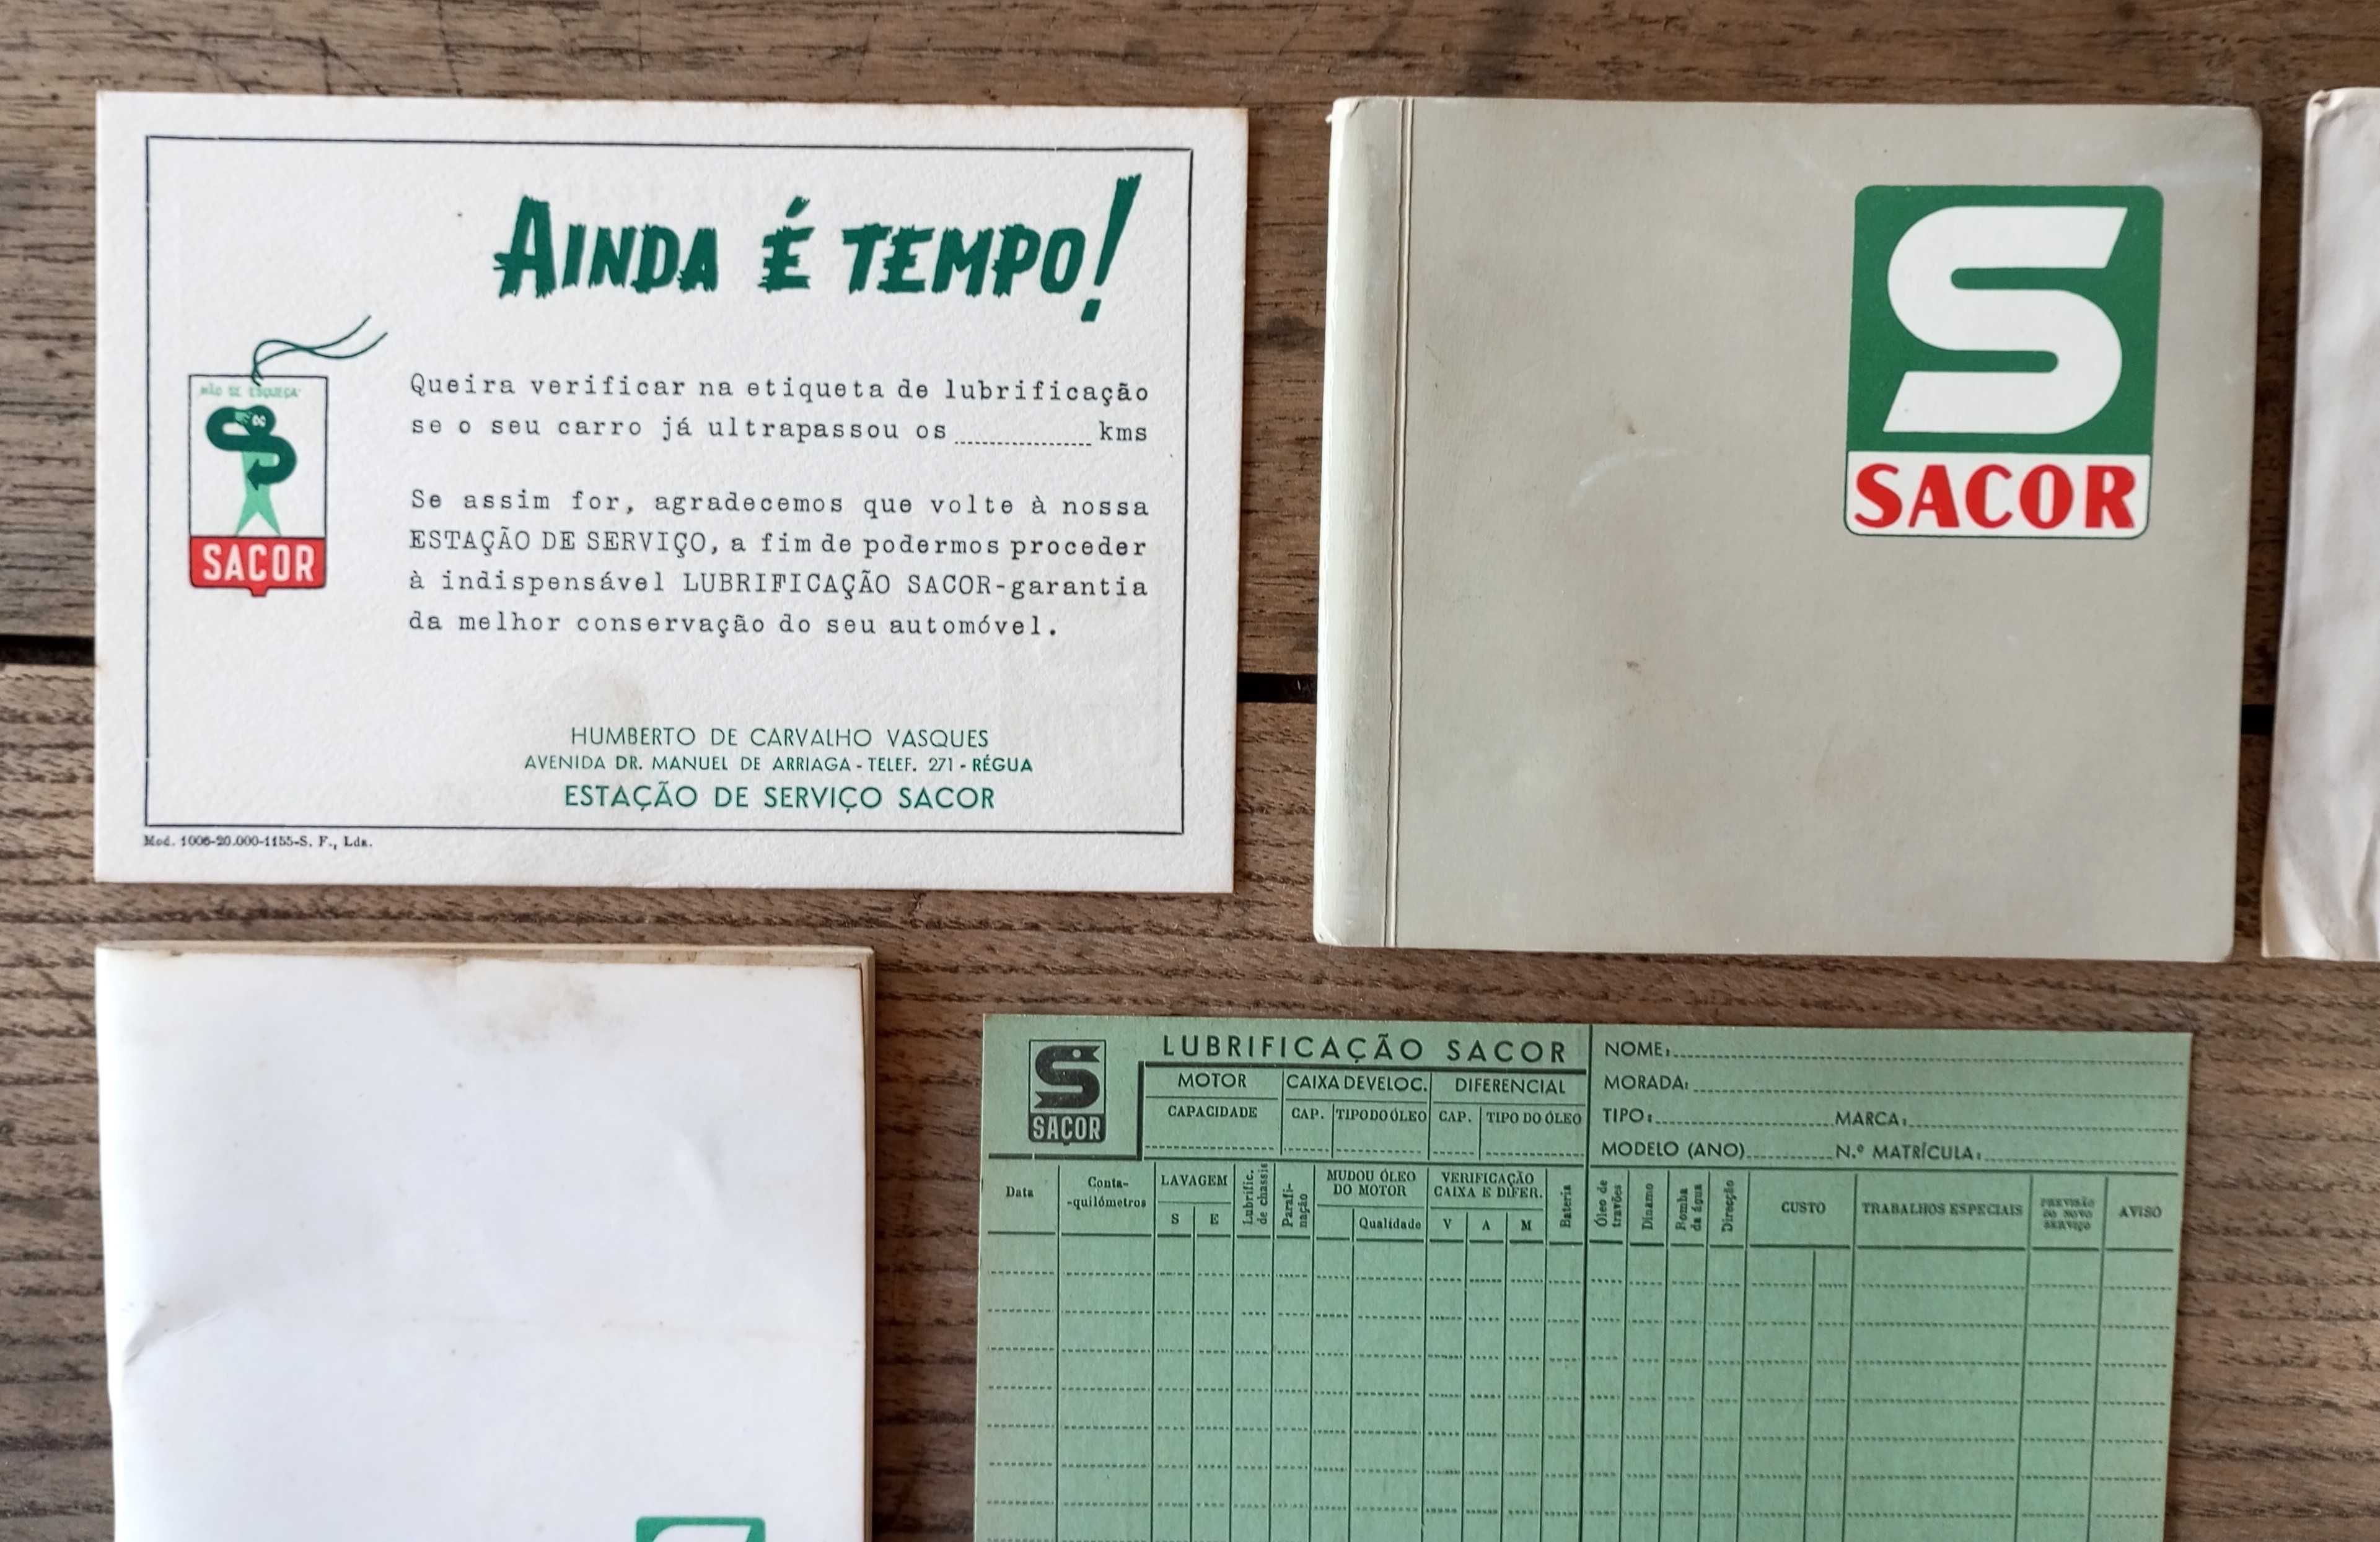 AINDA É TEMPO!
NÃO SE ESQUEÇA
SACOR
Queira verificar na etiqueta de lubrificação
se o seu carro já ultrapassou os ............ kms
Se assim for, agradecemos que volte à nossa
ESTAÇÃO DE SERVIÇO, a fim de podermos proceder
à indispensável LUBRIFICAÇÃO SACOR-garantia
da melhor conservação do seu automóvel.
HUMBERTO DE CARVALHO VASQUES
AVENIDA DR. MANUEL DE ARRIAGA - TELEF. 271 - RÉGUA
ESTAÇÃO DE SERVIÇO SACOR
Mod. 1006-20.000-1155-S. F., Lda.
S
SACOR
S
SACOR
LUBRIFICAÇÃO SACOR
MOTOR CAIXA DEVELOC. DIFERENCIAL
CAPACIDADE CAP. TIPO DO ÓLEO CAP. TIPO DO ÓLEO
NOME:
MORADA:
TIPO: MARCA:
MODELO (ANO) N.º MATRÍCULA:
Data
Conta-
-quilómetros
LAVAGEM
S E
Lubrific.
de chassis
Parafi-
nação
MUDOU ÓLEO
DO MOTOR
Qualidade
VERIFICAÇÃO
CAIXA E DIFER.
V A M
Bateria
Óleo de
travões
Dínamo
Bomba
da água
Direcção
CUSTO
TRABALHOS ESPECIAIS
PREVISÃO
DO NOVO
SERVIÇO
AVISO